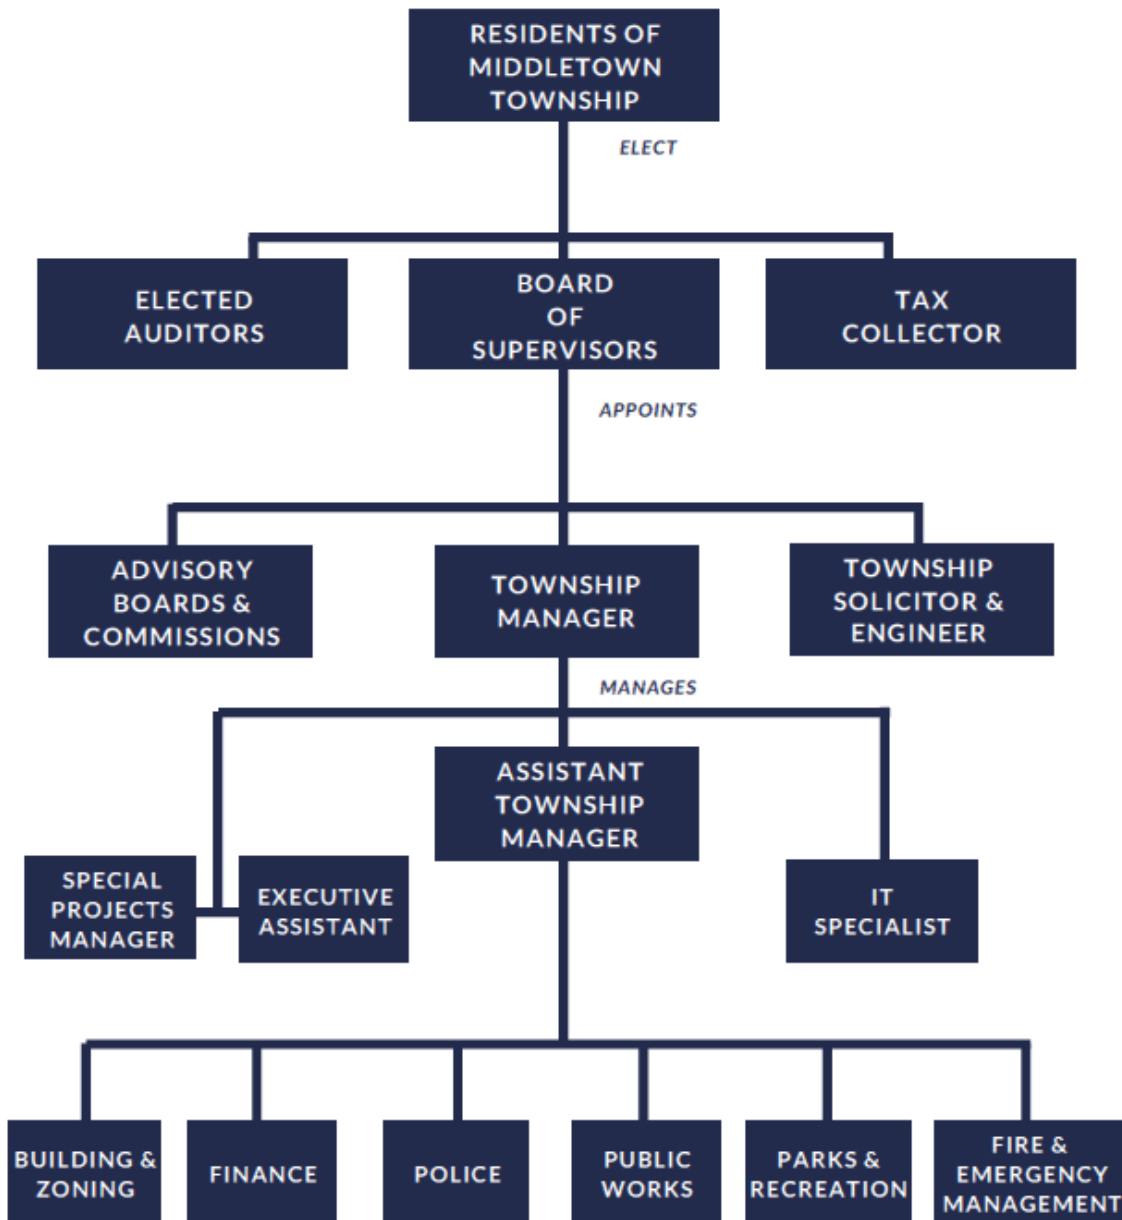 RESIDENTS OF
MIDDLETOWN
TOWNSHIP
ELECT
ELECTED
AUDITORS
BOARD
OF
SUPERVISORS
TAX
COLLECTOR
APPOINTS
ADVISORY
BOARDS &
COMMISSIONS
TOWNSHIP
MANAGER
TOWNSHIP
SOLICITOR &
ENGINEER
MANAGES
ASSISTANT
TOWNSHIP
MANAGER
SPECIAL
PROJECTS
MANAGER
EXECUTIVE
ASSISTANT
IT
SPECIALIST
BUILDING &
ZONING
FINANCE
POLICE
PUBLIC
WORKS
PARKS &
RECREATION
FIRE &
EMERGENCY
MANAGEMENT